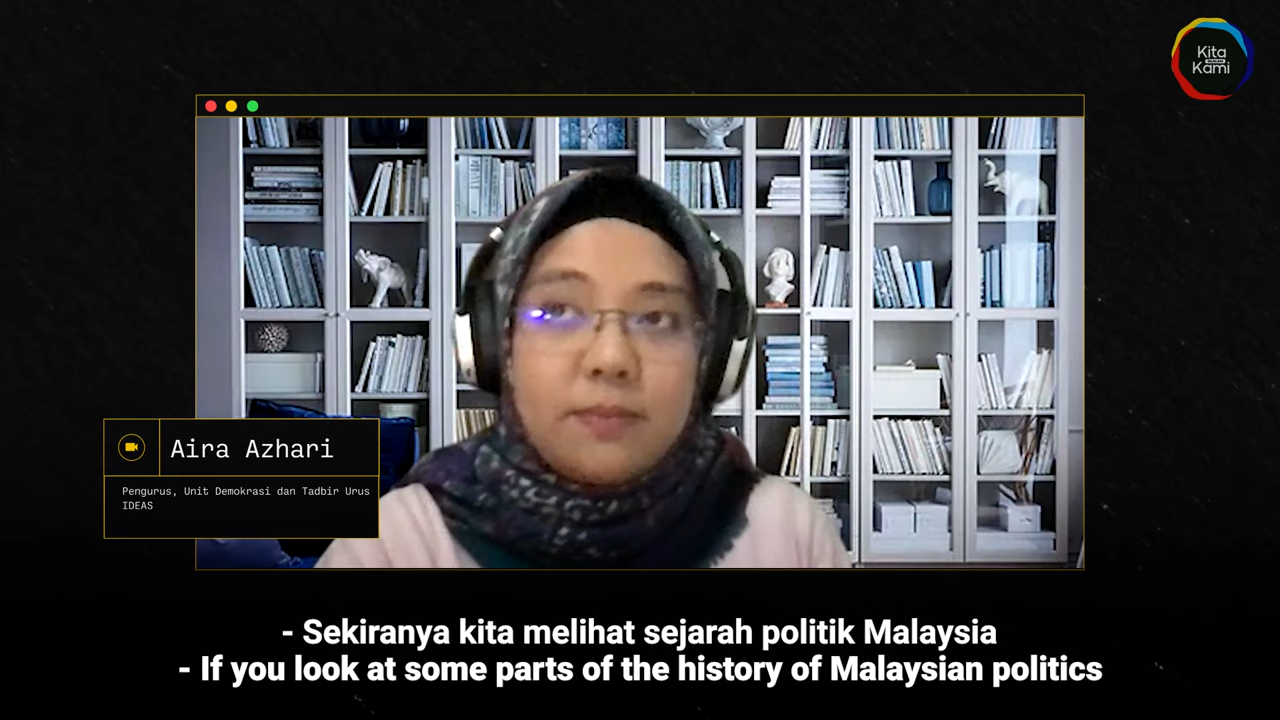 Kita
Kami
Aira Azhari
Pengurus, Unit Demokrasi dan Tadbir Urus
IDEAS
- Sekiranya kita melihat sejarah politik Malaysia
- If you look at some parts of the history of Malaysian politics